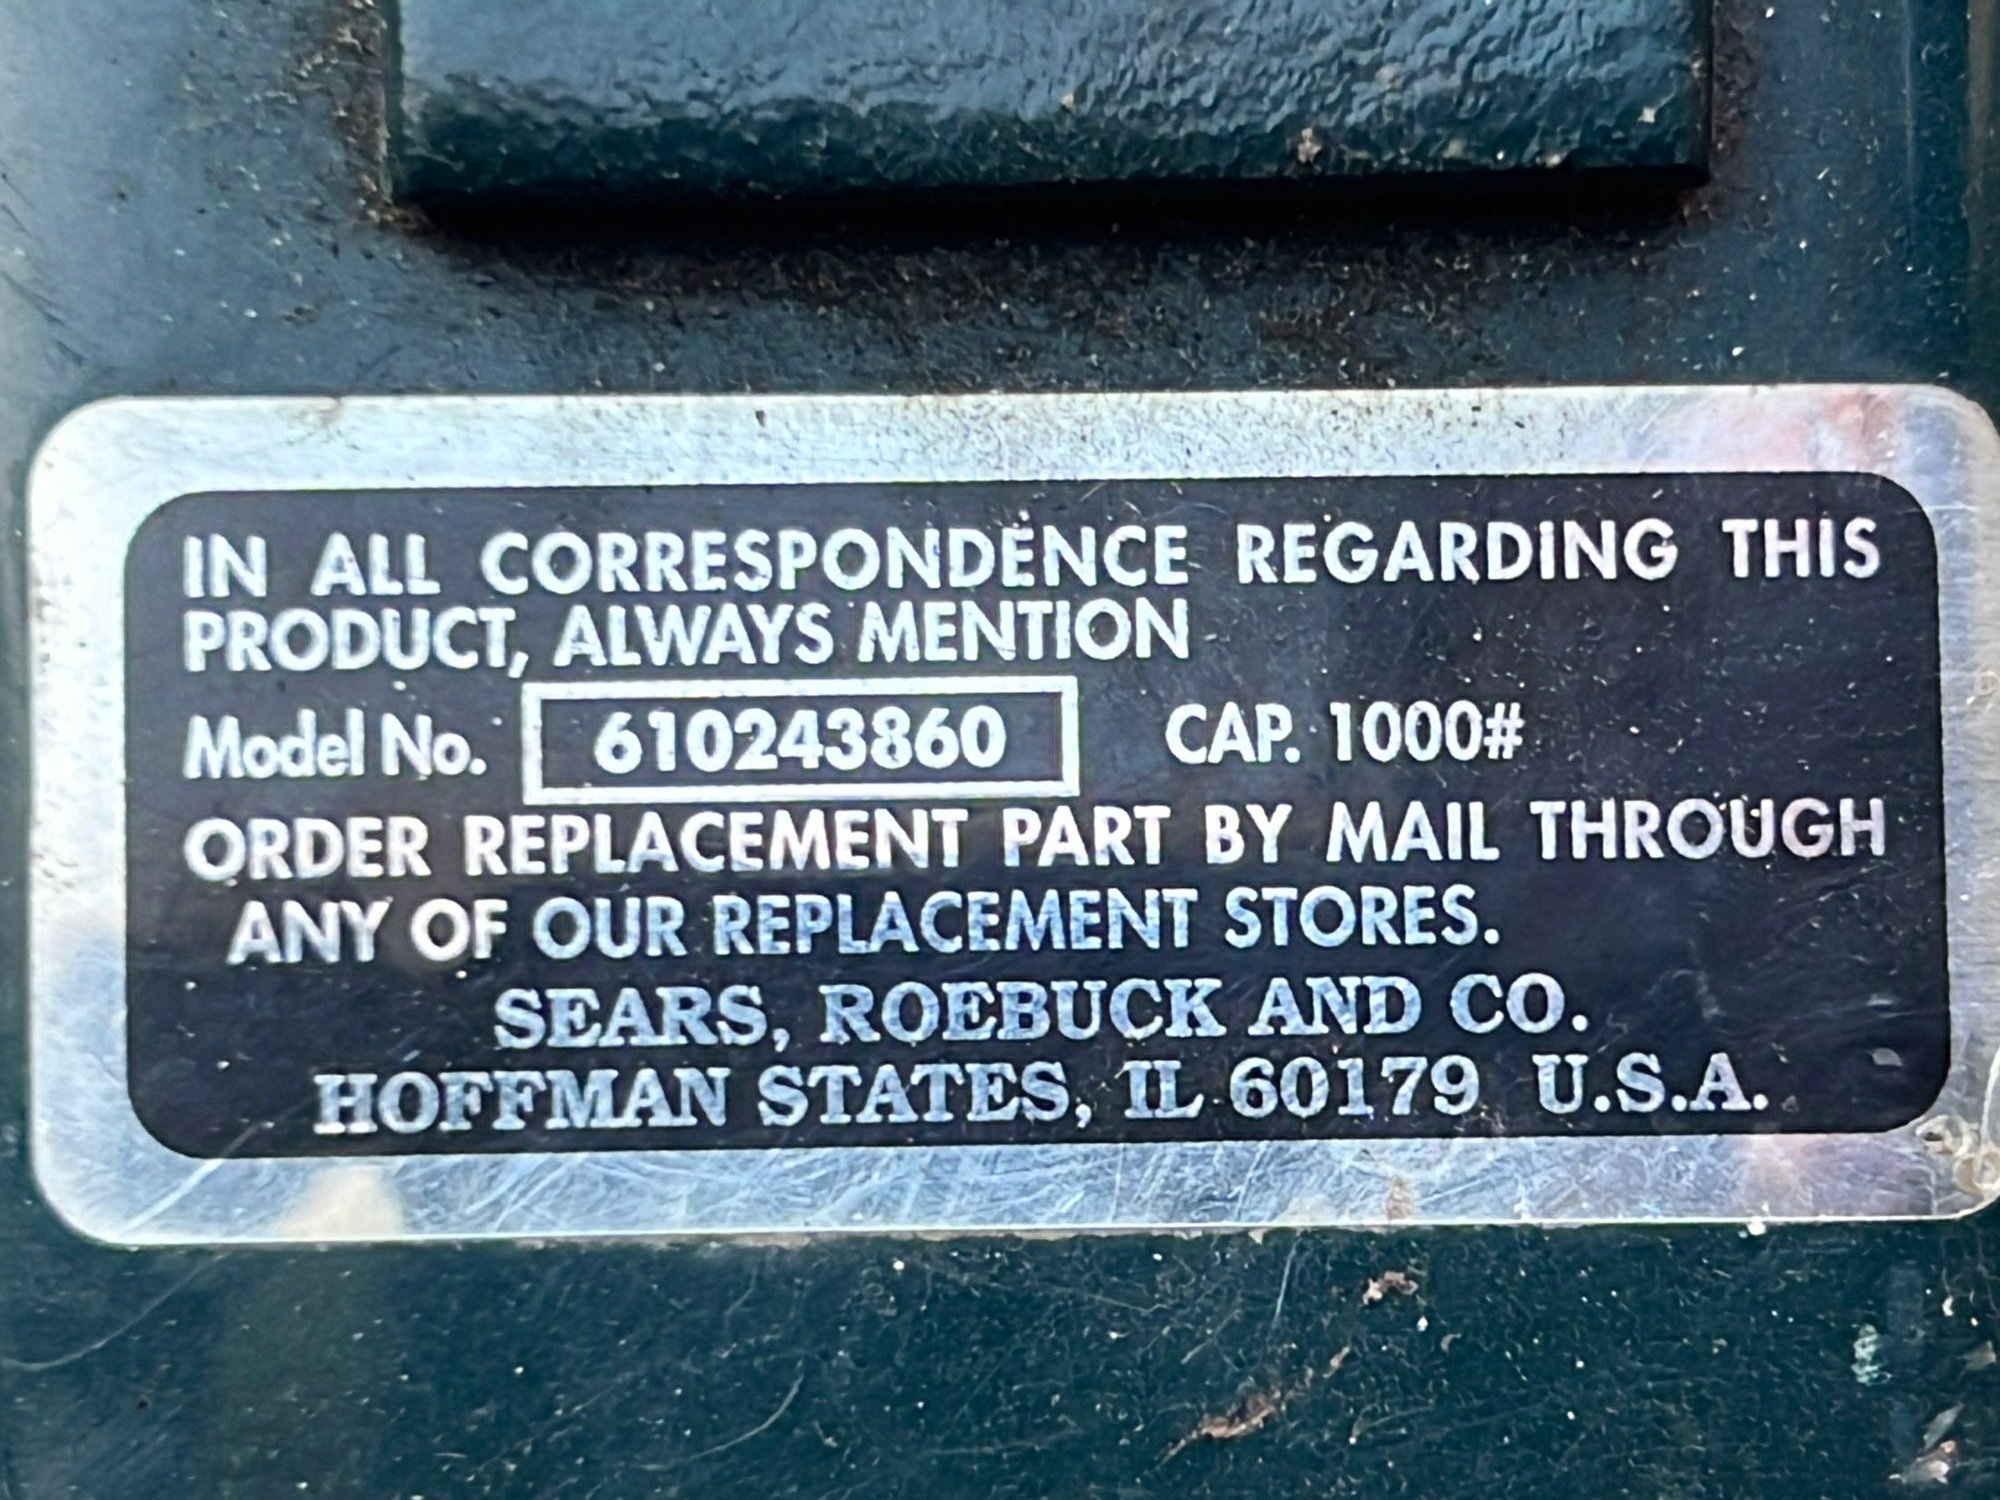 IN ALL CORRESPONDENCE REGARDING THIS
PRODUCT, ALWAYS MENTION
Model No. 610243860 CAP. 1000#
ORDER REPLACEMENT PART BY MAIL THROUGH
ANY OF OUR REPLACEMENT STORES.
SEARS, ROEBUCK AND CO.
HOFFMAN STATES, IL 60179 U.S.A.